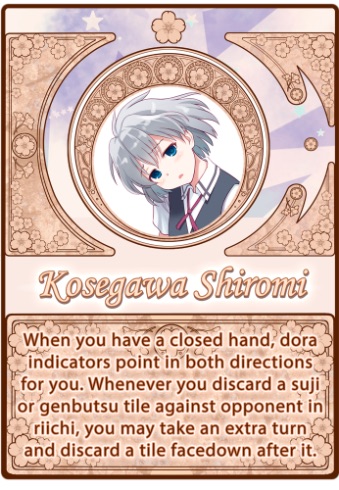 Kosegawa Shiromi
When you have a closed hand, dora
indicators point in both directions
for you. Whenever you discard a suji
or genbutsu tile against opponent in
riichi, you may take an extra turn
and discard a tile facedown after it.